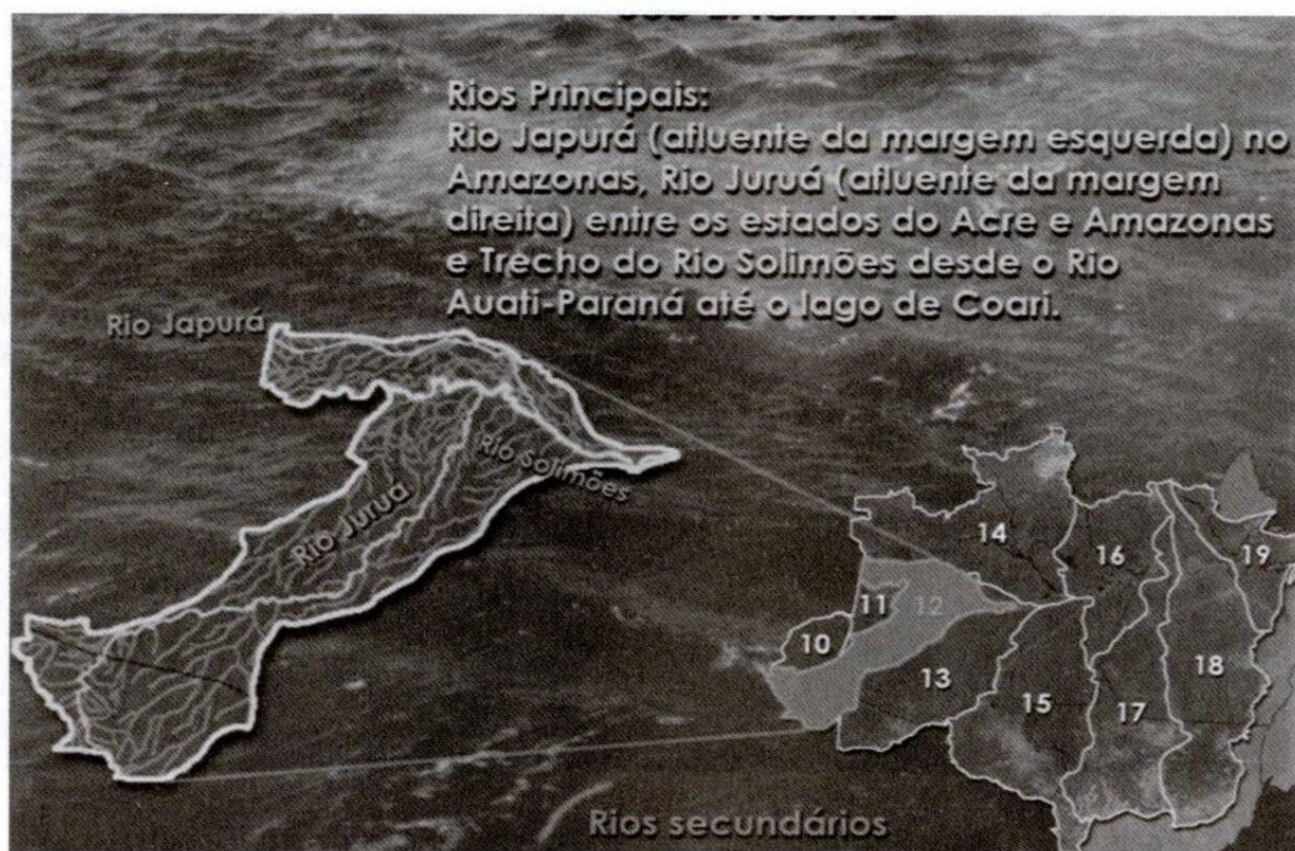 Rios Principais:
Rio Japurá (afluente da margem esquerda) no
Amazonas, Rio Juruá (afluente da margem
direita) entre os estados do Acre e Amazonas
e Trecho do Rio Solimões desde o Rio
Auati-Paraná até o lago de Coari.
Rio Japurá
Rio Solimões
Rio Juruá
14
16
19
11
12
10
13
18
15
17
Rios secundários